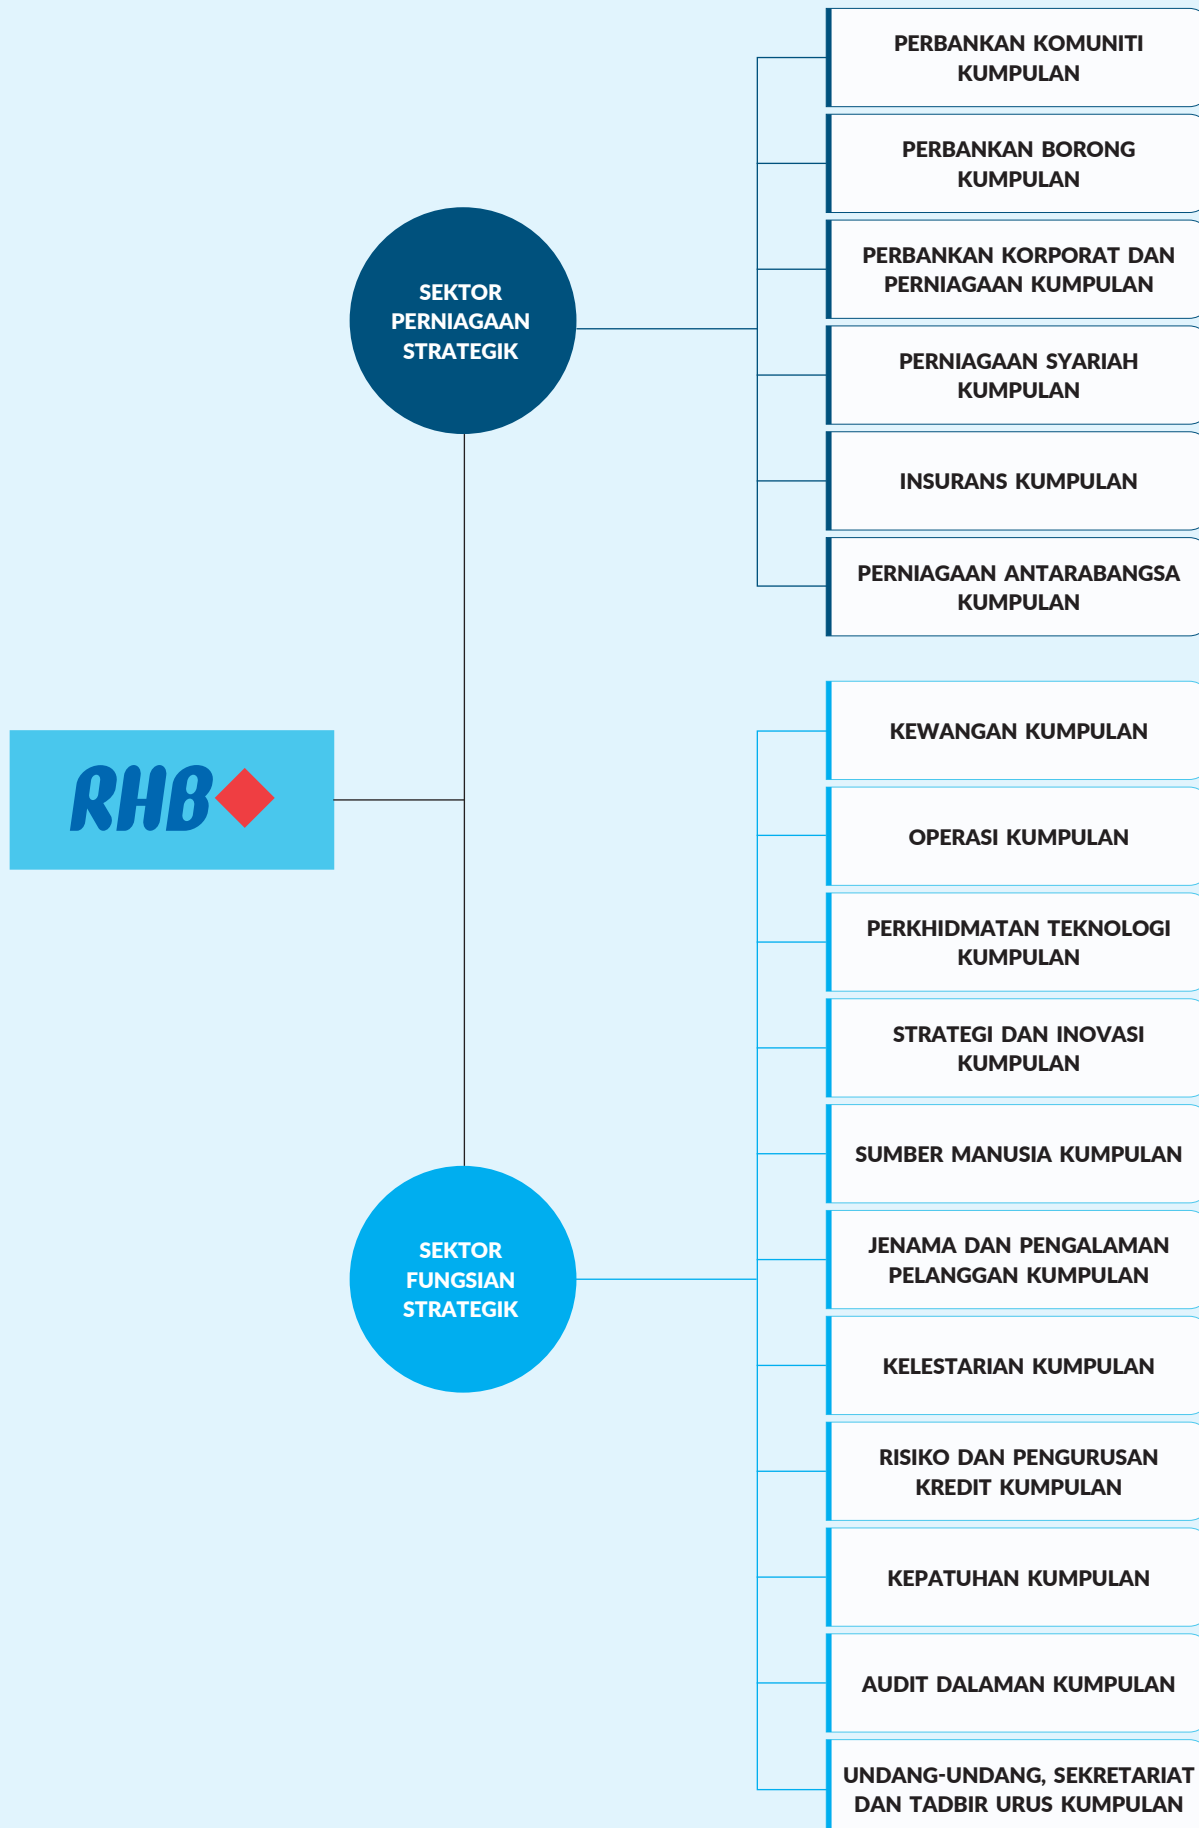 PERBANKAN KOMUNITI
KUMPULAN
PERBANKAN BORONG
KUMPULAN
PERBANKAN KORPORAT DAN
PERNIAGAAN KUMPULAN
PERNIAGAAN SYARIAH
KUMPULAN
INSURANS KUMPULAN
PERNIAGAAN ANTARABANGSA
KUMPULAN
SEKTOR
PERNIAGAAN
STRATEGIK
RHB
SEKTOR
FUNGSIAN
STRATEGIK
KEWANGAN KUMPULAN
OPERASI KUMPULAN
PERKHIDMATAN TEKNOLOGI
KUMPULAN
STRATEGI DAN INOVASI
KUMPULAN
SUMBER MANUSIA KUMPULAN
JENAMA DAN PENGALAMAN
PELANGGAN KUMPULAN
KELESTARIAN KUMPULAN
RISIKO DAN PENGURUSAN
KREDIT KUMPULAN
KEPATUHAN KUMPULAN
AUDIT DALAMAN KUMPULAN
UNDANG-UNDANG, SEKRETARIAT
DAN TADBIR URUS KUMPULAN